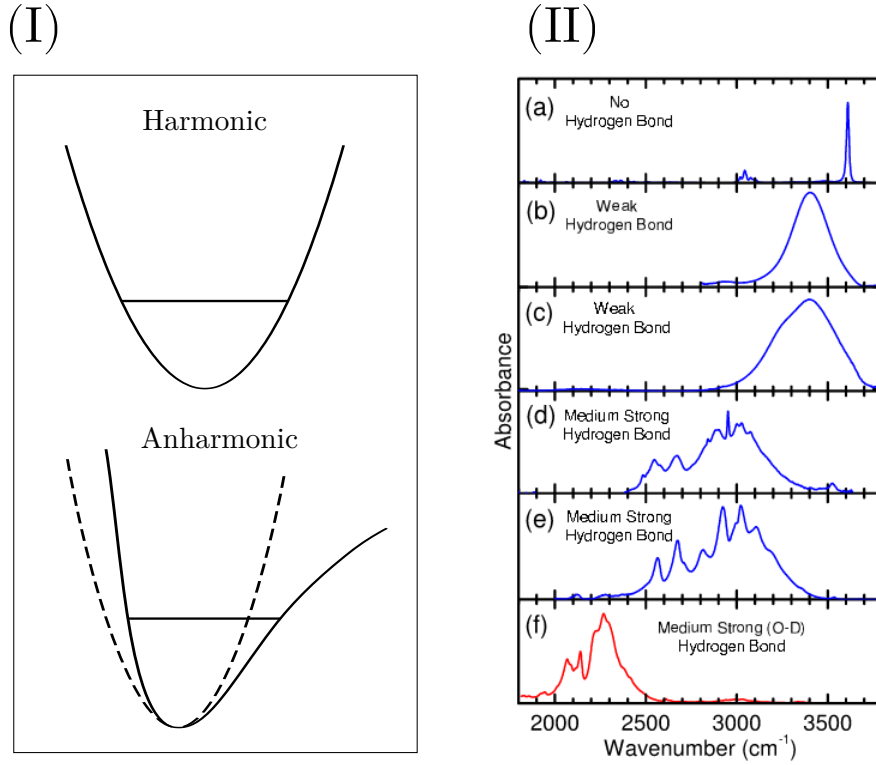 (I)
Harmonic
Anharmonic
(II)
(a)
No
Hydrogen Bond
(b)
Weak
Hydrogen Bond
(c)
Weak
Hydrogen Bond
(d)
Medium Strong
Hydrogen Bond
(e)
Medium Strong
Hydrogen Bond
(f)
Medium Strong (O-D)
Hydrogen Bond
Absorbance
2000 2500 3000 3500
Wavenumber (cm⁻¹)